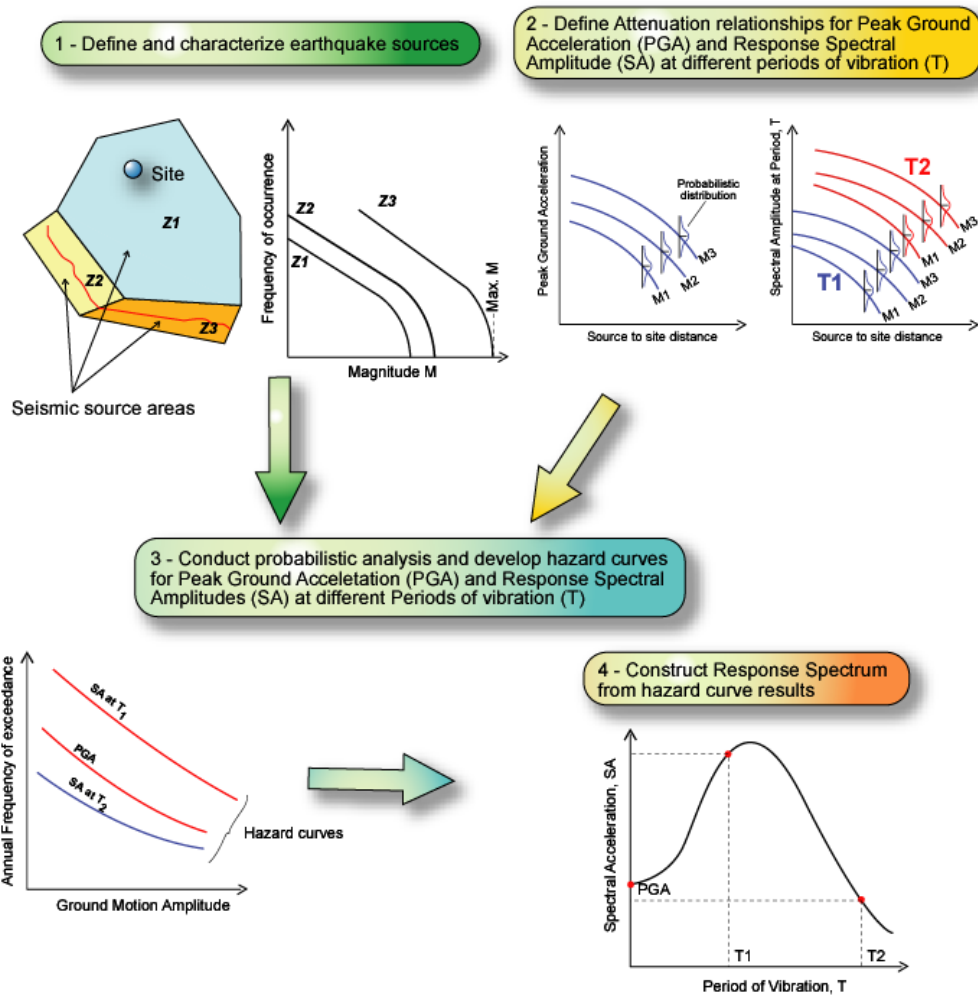 1 - Define and characterize earthquake sources
2 - Define Attenuation relationships for Peak Ground
Acceleration (PGA) and Response Spectral
Amplitude (SA) at different periods of vibration (T)
Site
Z1
Z2
Z3
Seismic source areas
Frequency of occurrence
Z3
Z2
Z1
Max. M
Magnitude M
Peak Ground Acceleration
Probabilistic
distribution
M3
M2
M1
Source to site distance
Spectral Amplitude at Period, T
T2
M3
M2
M1
T1
M3
M2
M1
Source to site distance
3 - Conduct probabilistic analysis and develop hazard curves
for Peak Ground Acceletation (PGA) and Response Spectral
Amplitudes (SA) at different Periods of vibration (T)
Annual Frequency of exceedance
SA at T1
PGA
SA at T2
Hazard curves
Ground Motion Amplitude
4 - Construct Response Spectrum
from hazard curve results
Spectral Acceleration, SA
PGA
T1
T2
Period of Vibration, T